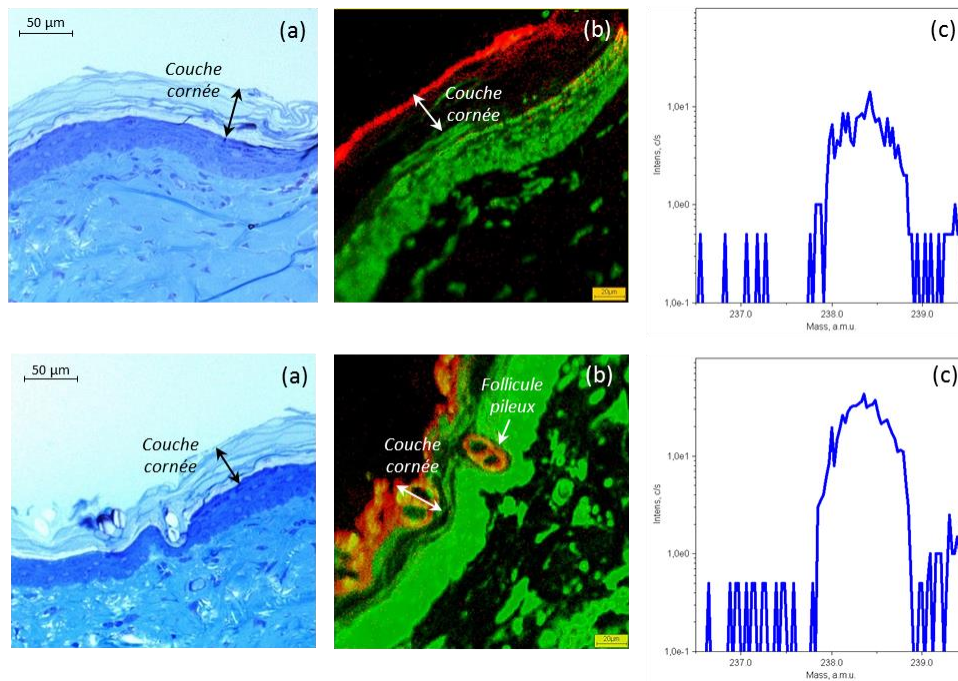 50 µm
(a)
Couche
cornée
(b)
Couche
cornée
20µm
(c)
Intens, c/s
1,0e1
1,0e0
1,0e-1
237.0
238.0
239.0
Mass, a.m.u.
50 µm
(a)
Couche
cornée
(b)
Follicule
pileux
Couche
cornée
20µm
(c)
Intens, c/s
1,0e1
1,0e0
1,0e-1
237.0
238.0
239.0
Mass, a.m.u.